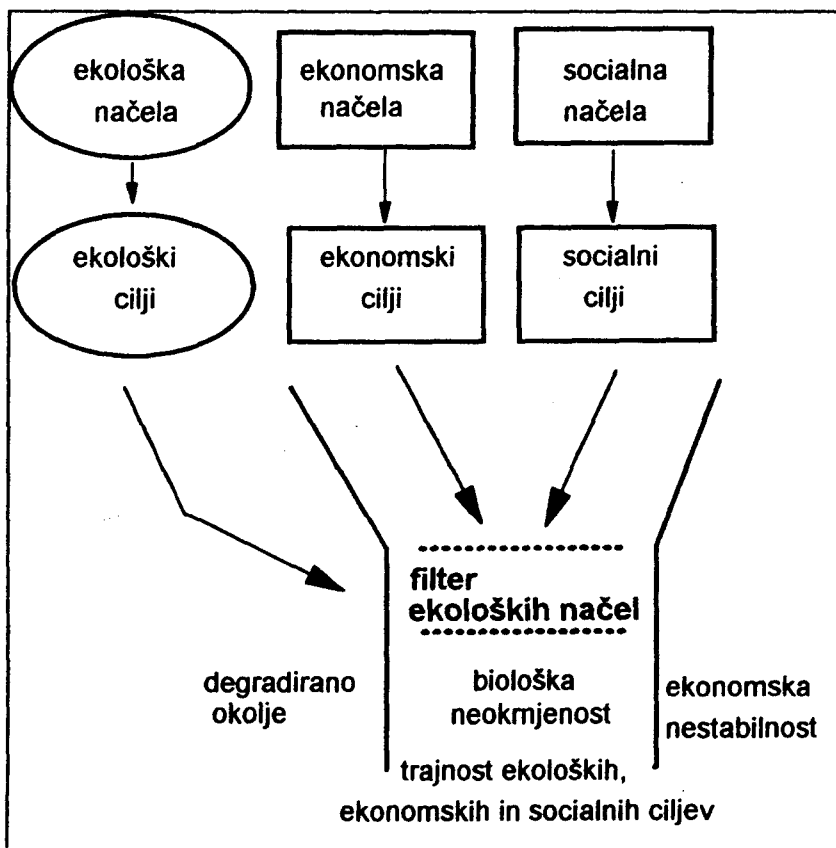 ekološka
načela
ekonomska
načela
socialna
načela
ekološki
cilji
ekonomski
cilji
socialni
cilji
filter
ekoloških načel
degradirano
okolje
biološka
neokrnjenost
ekonomska
nestabilnost
trajnost ekoloških,
ekonomskih in socialnih ciljev